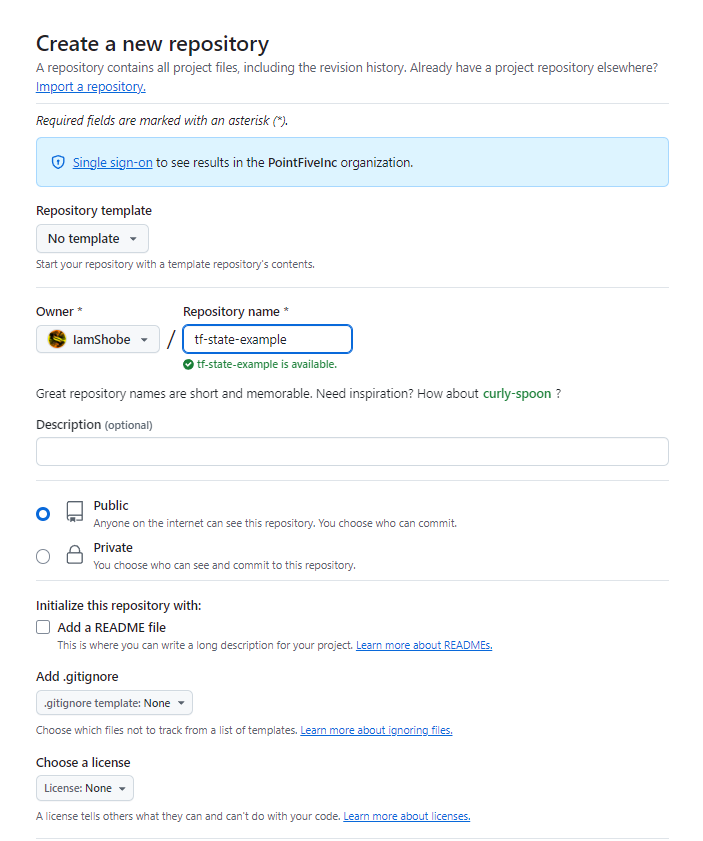 Create a new repository
A repository contains all project files, including the revision history. Already have a project repository elsewhere?
Import a repository.
Required fields are marked with an asterisk (*).
Single sign-on to see results in the PointFiveInc organization.
Repository template
No template
Start your repository with a template repository's contents.
Owner * Repository name *
IamShobe / tf-state-example
tf-state-example is available.
Great repository names are short and memorable. Need inspiration? How about curly-spoon ?
Description (optional)
Public
Anyone on the internet can see this repository. You choose who can commit.
Private
You choose who can see and commit to this repository.
Initialize this repository with:
Add a README file
This is where you can write a long description for your project. Learn more about READMEs.
Add .gitignore
.gitignore template: None
Choose which files not to track from a list of templates. Learn more about ignoring files.
Choose a license
License: None
A license tells others what they can and can't do with your code. Learn more about licenses.